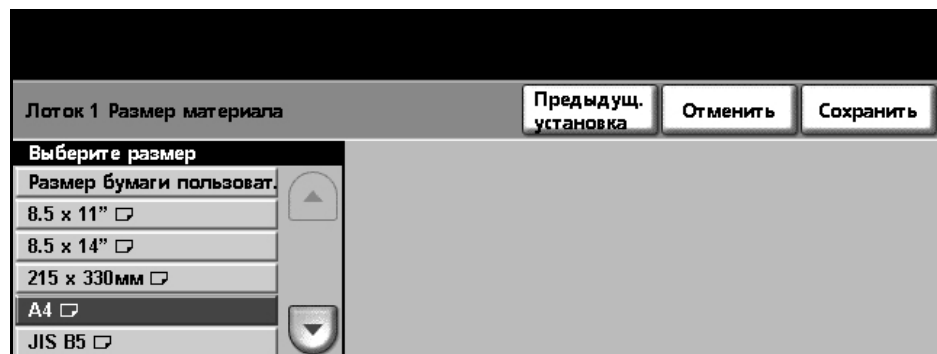 Лоток 1 Размер материала
Предыдущ.
установка
Отменить
Сохранить
Выберите размер
Размер бумаги пользоват.
8.5 x 11”
8.5 x 14”
215 x 330мм
A4
JIS B5